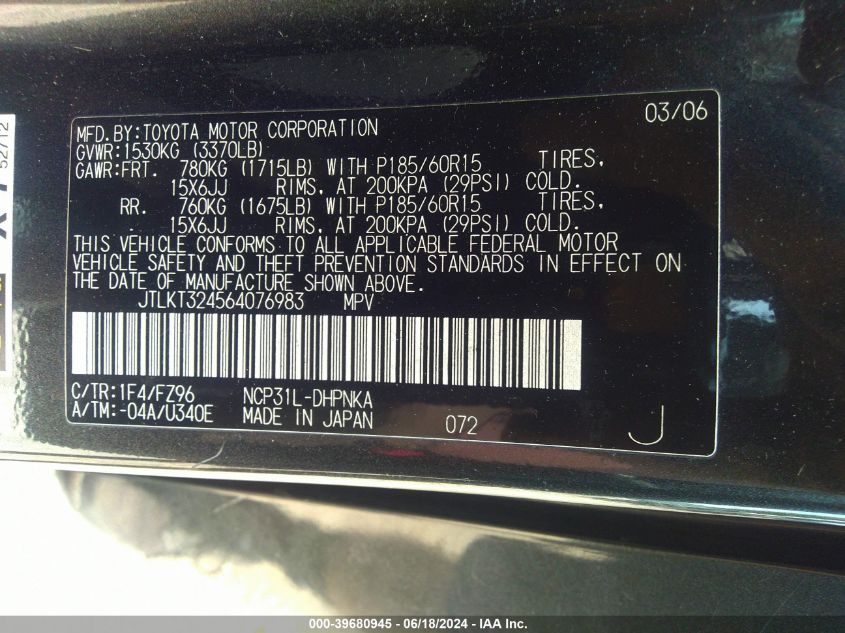 03/06
MFD.BY:TOYOTA MOTOR CORPORATION
GVWR:1530KG (3370LB)
GAWR:FRT. 780KG (1715LB) WITH P185/60R15 TIRES,
15X6JJ RIMS, AT 200KPA (29PSI) COLD.
RR. 760KG (1675LB) WITH P185/60R15 TIRES,
15X6JJ RIMS, AT 200KPA (29PSI) COLD.
THIS VEHICLE CONFORMS TO ALL APPLICABLE FEDERAL MOTOR
VEHICLE SAFETY AND THEFT PREVENTION STANDARDS IN EFFECT ON
THE DATE OF MANUFACTURE SHOWN ABOVE.
JTLKT324564076983 MPV
C/TR:1F4/FZ96 NCP31L-DHPNKA
A/TM:-04A/U340E MADE IN JAPAN 072 J
52712
000-39680945 - 06/18/2024 - IAA Inc.